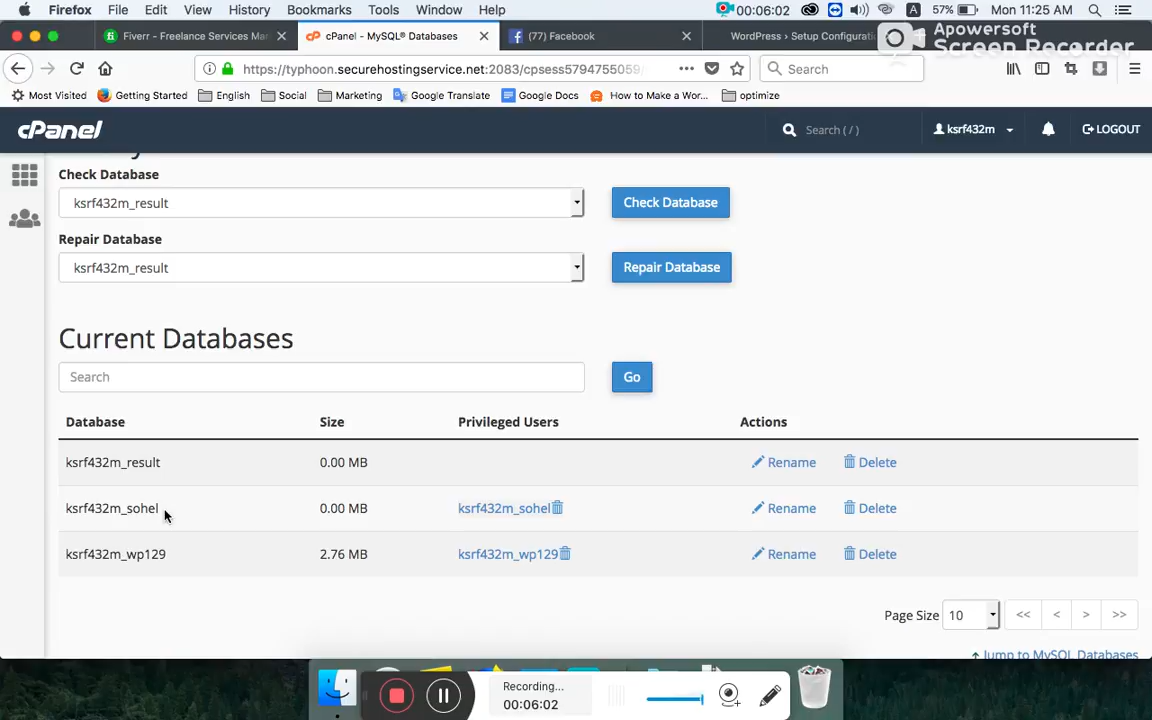 Firefox File Edit View History Bookmarks Tools Window Help 00:06:02 A 57% Mon 11:25 AM
Fiverr - Freelance Services Mar cPanel - MySQL® Databases (77) Facebook WordPress › Setup Configurati
Apowersoft
Screen Recorder
https://typhoon.securehostingservice.net:2083/cpsess5794755059/ Search
Most Visited Getting Started English Social Marketing Google Translate Google Docs How to Make a Wor... optimize
cPanel Search ( / ) ksrf432m LOGOUT
Check Database
ksrf432m_result Check Database
Repair Database
ksrf432m_result Repair Database
Current Databases
Search Go
Database Size Privileged Users Actions
ksrf432m_result 0.00 MB Rename Delete
ksrf432m_sohel 0.00 MB ksrf432m_sohel Rename Delete
ksrf432m_wp129 2.76 MB ksrf432m_wp129 Rename Delete
Page Size 10 << < > >>
Jump to MySQL Databases
Recording...
00:06:02